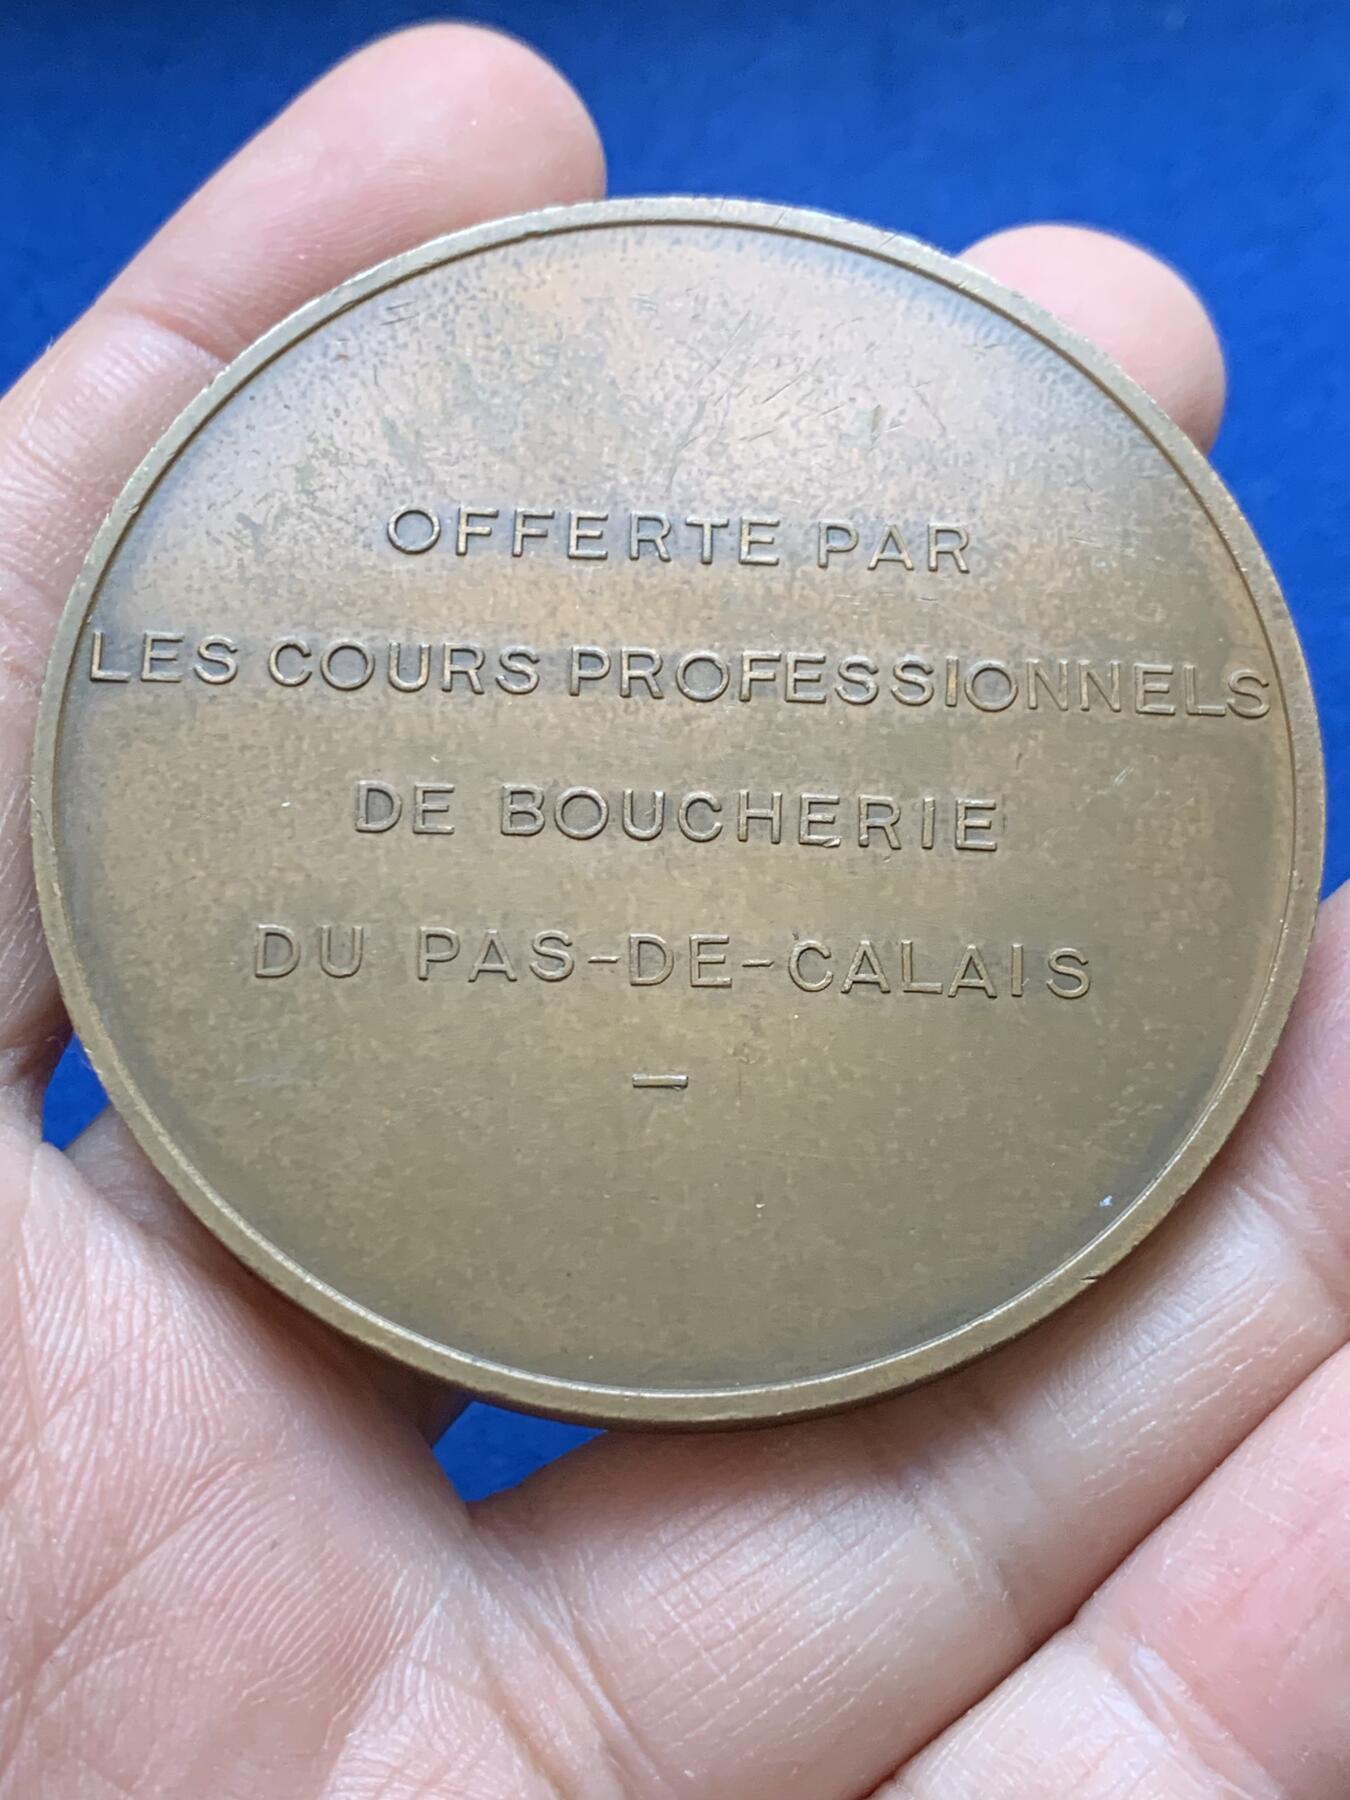 OFFERTE PAR
LES COURS PROFESSIONNELS
DE BOUCHERIE
DU PAS-DE-CALAIS
–